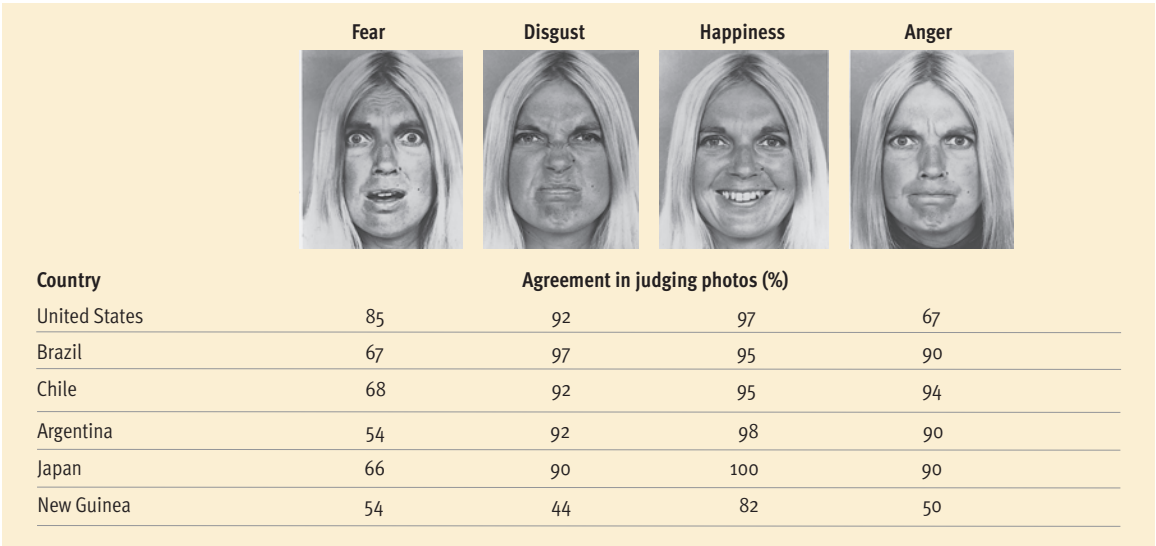 Fear Disgust Happiness Anger
Country Agreement in judging photos (%)
United States 85 92 97 67
Brazil 67 97 95 90
Chile 68 92 95 94
Argentina 54 92 98 90
Japan 66 90 100 90
New Guinea 54 44 82 50